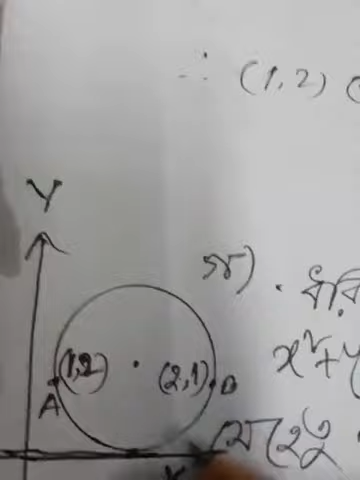 ∴ (1,2) (
Y
গ) . ধরি
x²+y
(1,2) . (2,1)
A
যেহেতু
X